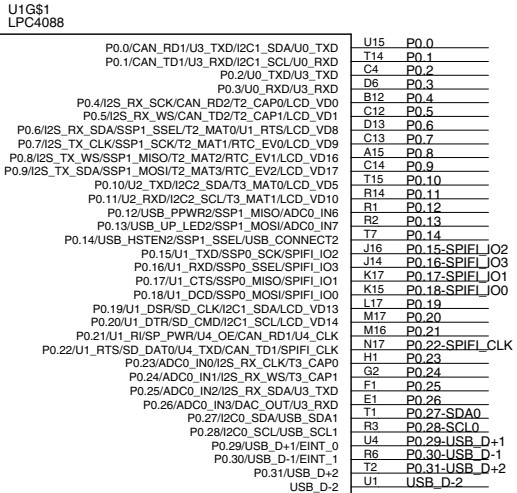 U1G$1
LPC4088
P0.0/CAN_RD1/U3_TXD/I2C1_SDA/U0_TXD U15 P0.0
P0.1/CAN_TD1/U3_RXD/I2C1_SCL/U0_RXD T14 P0.1
P0.2/U0_TXD/U3_TXD C4 P0.2
P0.3/U0_RXD/U3_RXD D6 P0.3
P0.4/I2S_RX_SCK/CAN_RD2/T2_CAP0/LCD_VD0 B12 P0.4
P0.5/I2S_RX_WS/CAN_TD2/T2_CAP1/LCD_VD1 C12 P0.5
P0.6/I2S_RX_SDA/SSP1_SSEL/T2_MAT0/U1_RTS/LCD_VD8 D13 P0.6
P0.7/I2S_TX_CLK/SSP1_SCK/T2_MAT1/RTC_EV0/LCD_VD9 C13 P0.7
P0.8/I2S_TX_WS/SSP1_MISO/T2_MAT2/RTC_EV1/LCD_VD16 A15 P0.8
P0.9/I2S_TX_SDA/SSP1_MOSI/T2_MAT3/RTC_EV2/LCD_VD17 C14 P0.9
P0.10/U2_TXD/I2C2_SDA/T3_MAT0/LCD_VD5 T15 P0.10
P0.11/U2_RXD/I2C2_SCL/T3_MAT1/LCD_VD10 R14 P0.11
P0.12/USB_PPWR2/SSP1_MISO/ADC0_IN6 R1 P0.12
P0.13/USB_UP_LED2/SSP1_MOSI/ADC0_IN7 R2 P0.13
P0.14/USB_HSTEN2/SSP1_SSEL/USB_CONNECT2 T7 P0.14
P0.15/U1_TXD/SSP0_SCK/SPIFI_IO2 J16 P0.15-SPIFI_IO2
P0.16/U1_RXD/SSP0_SSEL/SPIFI_IO3 J14 P0.16-SPIFI_IO3
P0.17/U1_CTS/SSP0_MISO/SPIFI_IO1 K17 P0.17-SPIFI_IO1
P0.18/U1_DCD/SSP0_MOSI/SPIFI_IO0 K15 P0.18-SPIFI_IO0
P0.19/U1_DSR/SD_CLK/I2C1_SDA/LCD_VD13 L17 P0.19
P0.20/U1_DTR/SD_CMD/I2C1_SCL/LCD_VD14 M17 P0.20
P0.21/U1_RI/SP_PWR/U4_OE/CAN_RD1/U4_CLK M16 P0.21
P0.22/U1_RTS/SD_DAT0/U4_TXD/CAN_TD1/SPIFI_CLK N17 P0.22-SPIFI_CLK
P0.23/ADC0_IN0/I2S_RX_CLK/T3_CAP0 H1 P0.23
P0.24/ADC0_IN1/I2S_RX_WS/T3_CAP1 G2 P0.24
P0.25/ADC0_IN2/I2S_RX_SDA/U3_TXD F1 P0.25
P0.26/ADC0_IN3/DAC_OUT/U3_RXD E1 P0.26
P0.27/I2C0_SDA/USB_SDA1 T1 P0.27-SDA0
P0.28/I2C0_SCL/USB_SCL1 R3 P0.28-SCL0
P0.29/USB_D+1/EINT_0 U4 P0.29-USB_D+1
P0.30/USB_D-1/EINT_1 R6 P0.30-USB_D-1
P0.31/USB_D+2 T2 P0.31-USB_D+2
USB_D-2 U1 USB_D-2